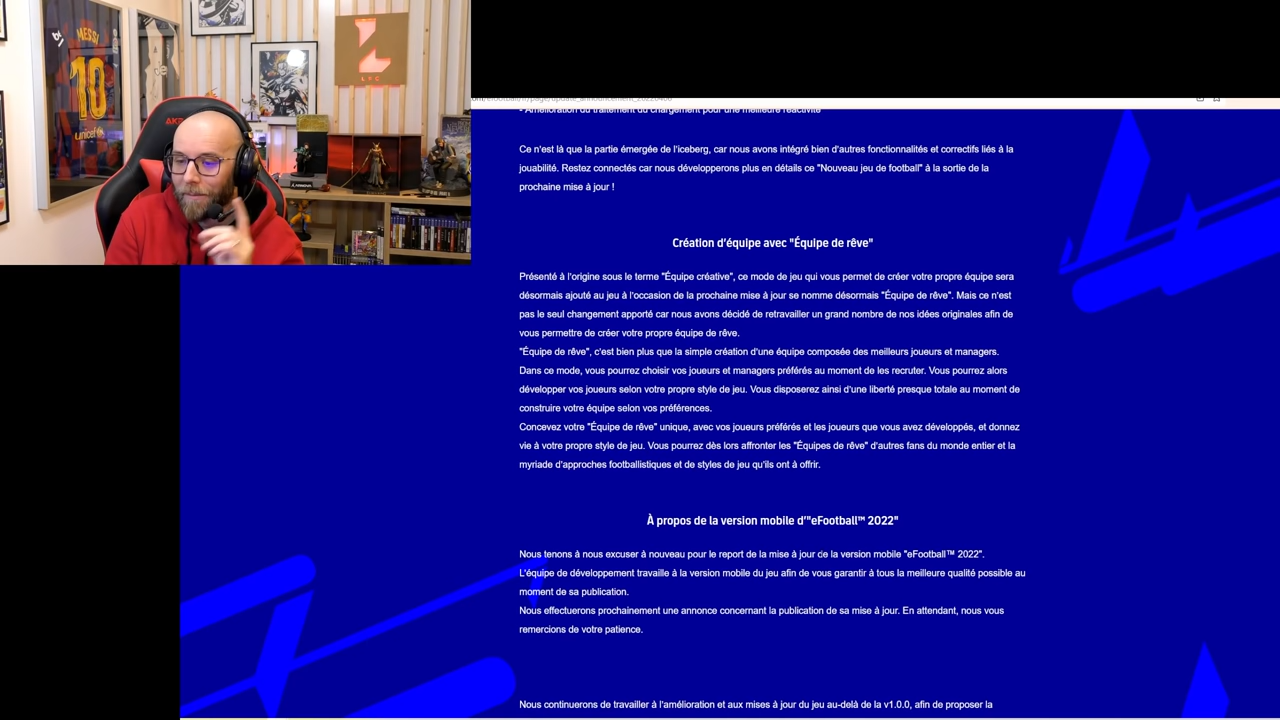 MESSI
10
unicef
LRC
- Amélioration du traitement du chargement pour une meilleure réactivité
Ce n'est là que la partie émergée de l'iceberg, car nous avons intégré bien d'autres fonctionnalités et correctifs liés à la
jouabilité. Restez connectés car nous développerons plus en détails ce "Nouveau jeu de football" à la sortie de la
prochaine mise à jour !
Création d'équipe avec "Équipe de rêve"
Présenté à l'origine sous le terme "Équipe créative", ce mode de jeu qui vous permet de créer votre propre équipe sera
désormais ajouté au jeu à l'occasion de la prochaine mise à jour se nomme désormais "Équipe de rêve". Mais ce n'est
pas le seul changement apporté car nous avons décidé de retravailler un grand nombre de nos idées originales afin de
vous permettre de créer votre propre équipe de rêve.
"Équipe de rêve", c'est bien plus que la simple création d'une équipe composée des meilleurs joueurs et managers.
Dans ce mode, vous pourrez choisir vos joueurs et managers préférés au moment de les recruter. Vous pourrez alors
développer vos joueurs selon votre propre style de jeu. Vous disposerez ainsi d'une liberté presque totale au moment de
construire votre équipe selon vos préférences.
Concevez votre "Équipe de rêve" unique, avec vos joueurs préférés et les joueurs que vous avez développés, et donnez
vie à votre propre style de jeu. Vous pourrez dès lors affronter les "Équipes de rêve" d'autres fans du monde entier et la
myriade d'approches footballistiques et de styles de jeu qu'ils ont à offrir.
À propos de la version mobile d'"eFootball™ 2022"
Nous tenons à nous excuser à nouveau pour le report de la mise à jour de la version mobile "eFootball™ 2022".
L'équipe de développement travaille à la version mobile du jeu afin de vous garantir à tous la meilleure qualité possible au
moment de sa publication.
Nous effectuerons prochainement une annonce concernant la publication de sa mise à jour. En attendant, nous vous
remercions de votre patience.
Nous continuerons de travailler à l'amélioration et aux mises à jour du jeu au-delà de la v1.0.0, afin de proposer la